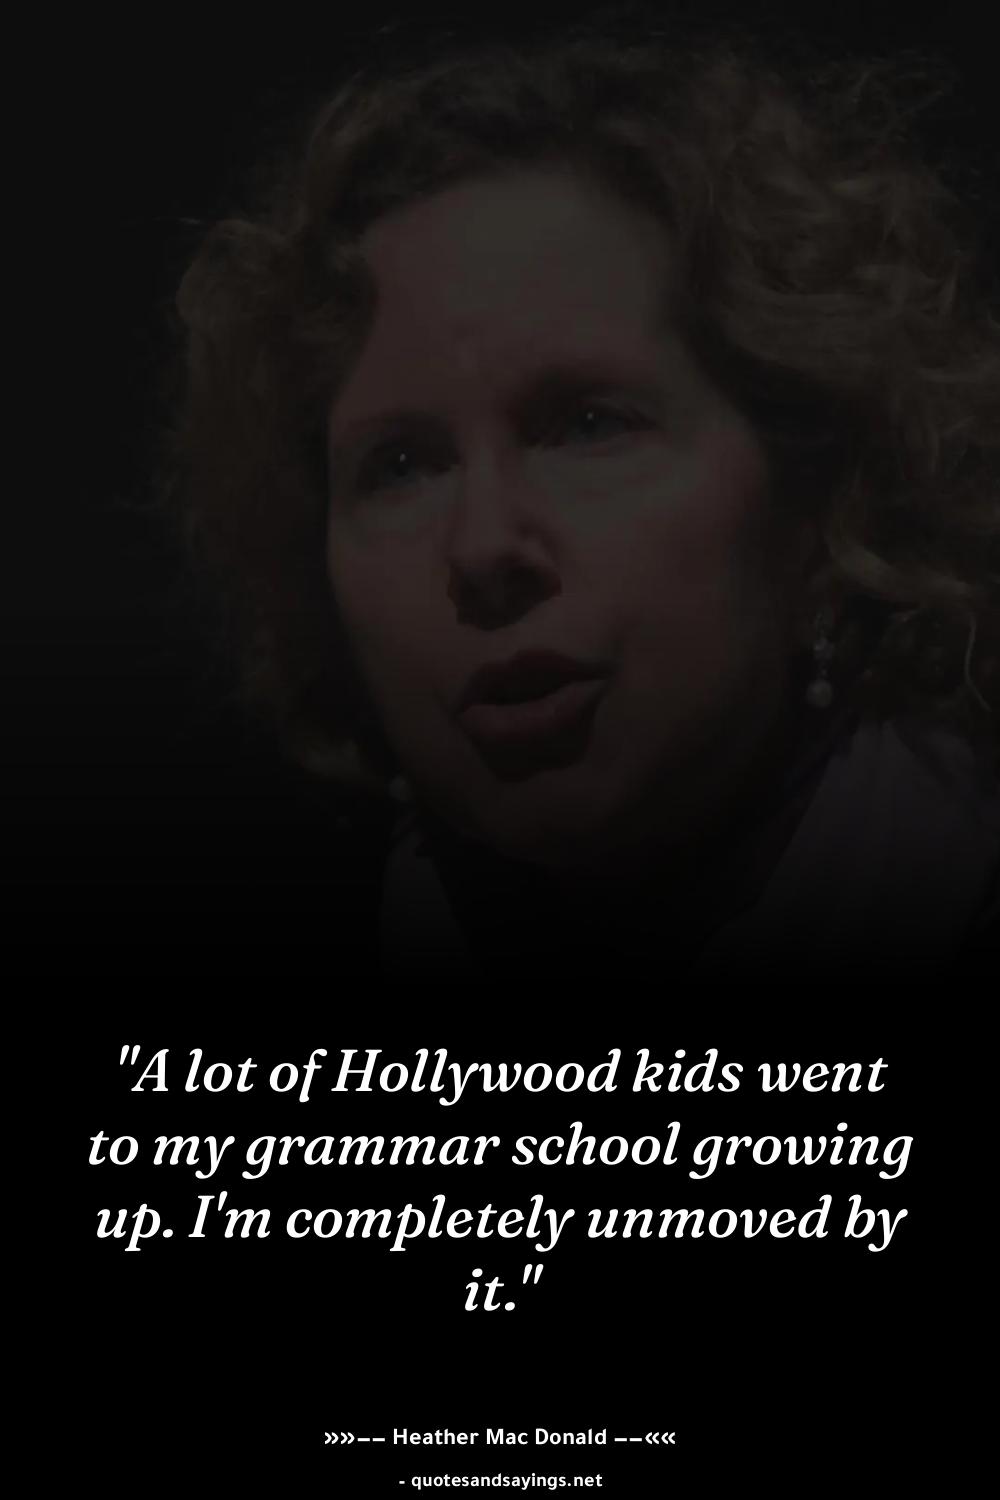 "A lot of Hollywood kids went
to my grammar school growing
up. I'm completely unmoved by
it."
»»−− Heather Mac Donald −−««
- quotesandsayings.net